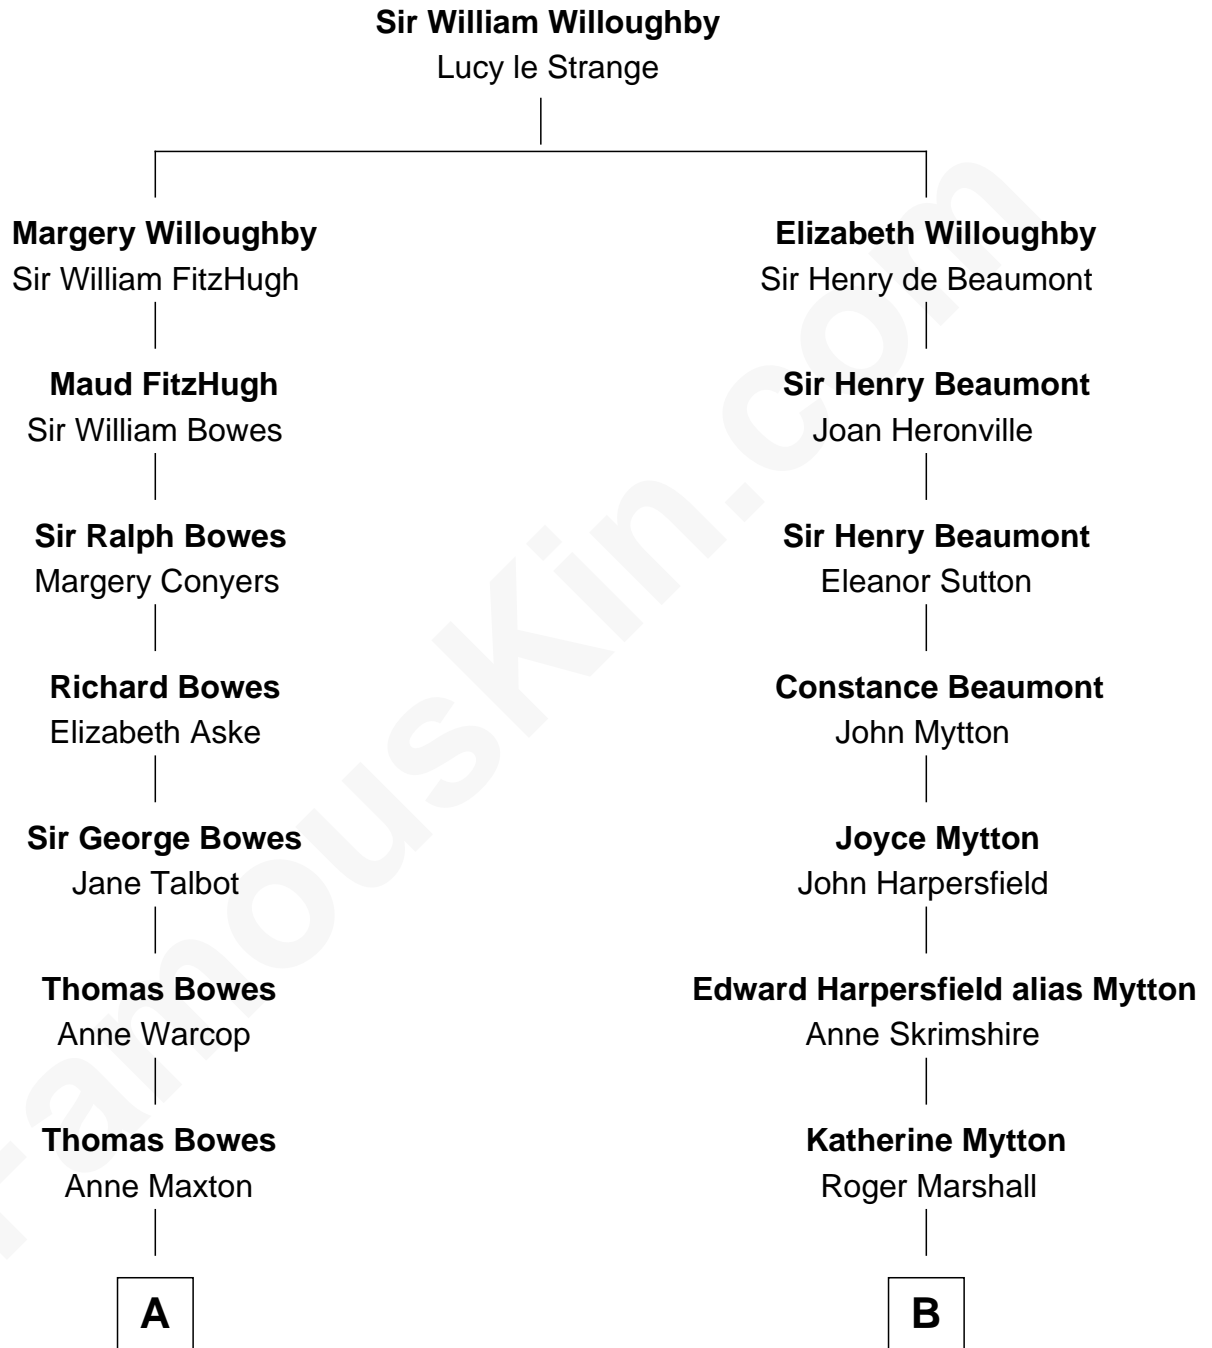 Sir William Willoughby
Lucy le Strange
Margery Willoughby
Sir William FitzHugh
Elizabeth Willoughby
Sir Henry de Beaumont
Maud FitzHugh
Sir William Bowes
Sir Henry Beaumont
Joan Heronville
Sir Ralph Bowes
Margery Conyers
Sir Henry Beaumont
Eleanor Sutton
Richard Bowes
Elizabeth Aske
Constance Beaumont
John Mytton
Sir George Bowes
Jane Talbot
Joyce Mytton
John Harpersfield
Thomas Bowes
Anne Warcop
Edward Harpersfield alias Mytton
Anne Skrimshire
Thomas Bowes
Anne Maxton
Katherine Mytton
Roger Marshall
A
B
FamousKin.com